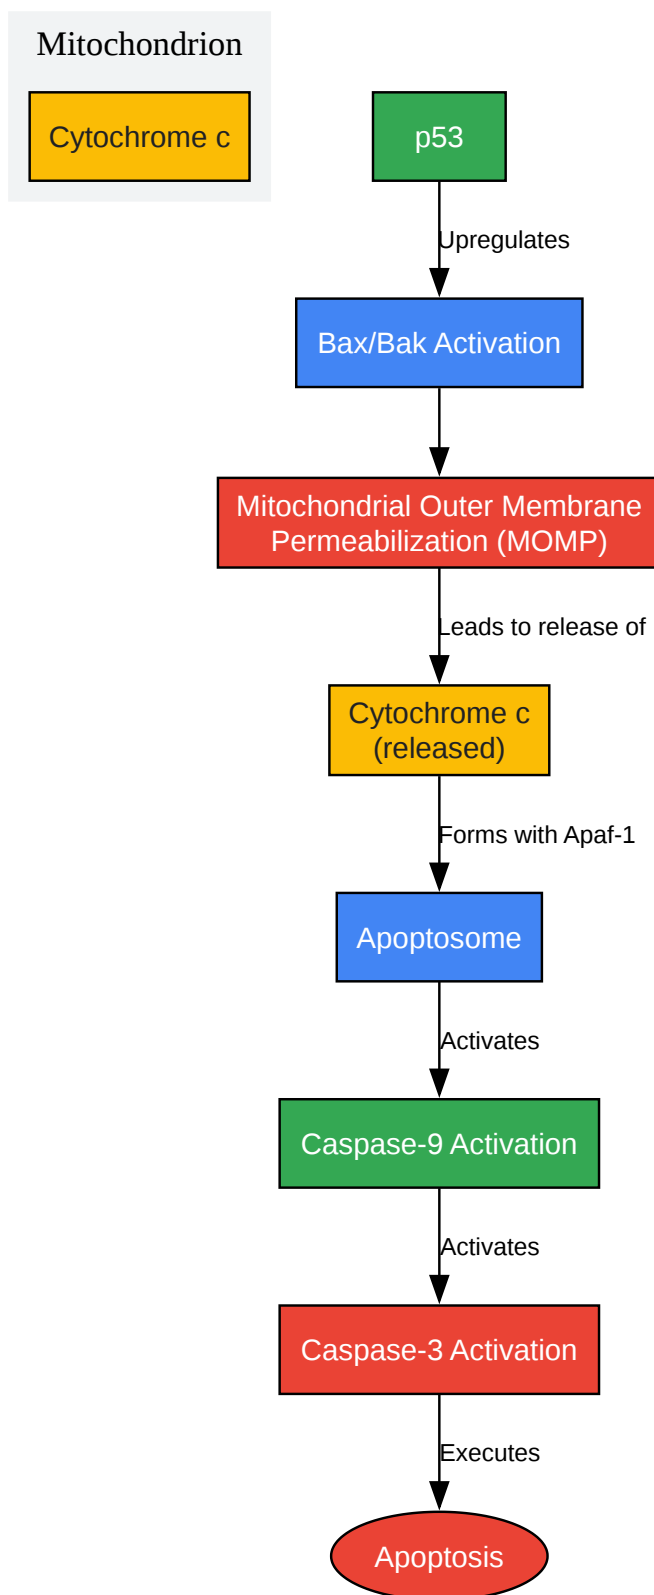 Mitochondrion
Cytochrome c
p53
Upregulates
Bax/Bak Activation
Mitochondrial Outer Membrane
Permeabilization (MOMP)
Leads to release of
Cytochrome c
(released)
Forms with Apaf-1
Apoptosome
Activates
Caspase-9 Activation
Activates
Caspase-3 Activation
Executes
Apoptosis